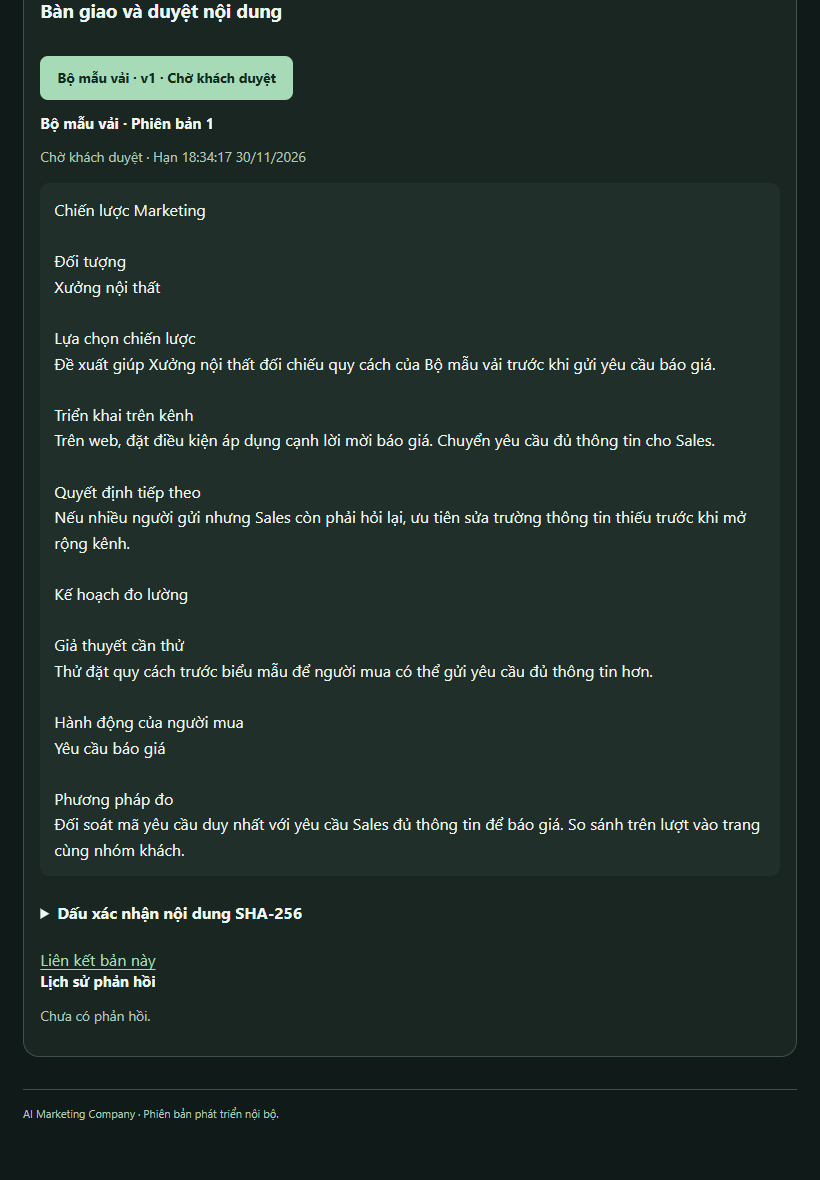 Bàn giao và duyệt nội dung
Bộ mẫu vải · v1 · Chờ khách duyệt
Bộ mẫu vải · Phiên bản 1
Chờ khách duyệt · Hạn 18:34:17 30/11/2026
Chiến lược Marketing
Đối tượng
Xưởng nội thất
Lựa chọn chiến lược
Đề xuất giúp Xưởng nội thất đối chiếu quy cách của Bộ mẫu vải trước khi gửi yêu cầu báo giá.
Triển khai trên kênh
Trên web, đặt điều kiện áp dụng cạnh lời mời báo giá. Chuyển yêu cầu đủ thông tin cho Sales.
Quyết định tiếp theo
Nếu nhiều người gửi nhưng Sales còn phải hỏi lại, ưu tiên sửa trường thông tin thiếu trước khi mở
rộng kênh.
Kế hoạch đo lường
Giả thuyết cần thử
Thử đặt quy cách trước biểu mẫu để người mua có thể gửi yêu cầu đủ thông tin hơn.
Hành động của người mua
Yêu cầu báo giá
Phương pháp đo
Đối soát mã yêu cầu duy nhất với yêu cầu Sales đủ thông tin để báo giá. So sánh trên lượt vào trang
cùng nhóm khách.
Dấu xác nhận nội dung SHA-256
Liên kết bản này
Lịch sử phản hồi
Chưa có phản hồi.
AI Marketing Company · Phiên bản phát triển nội bộ.